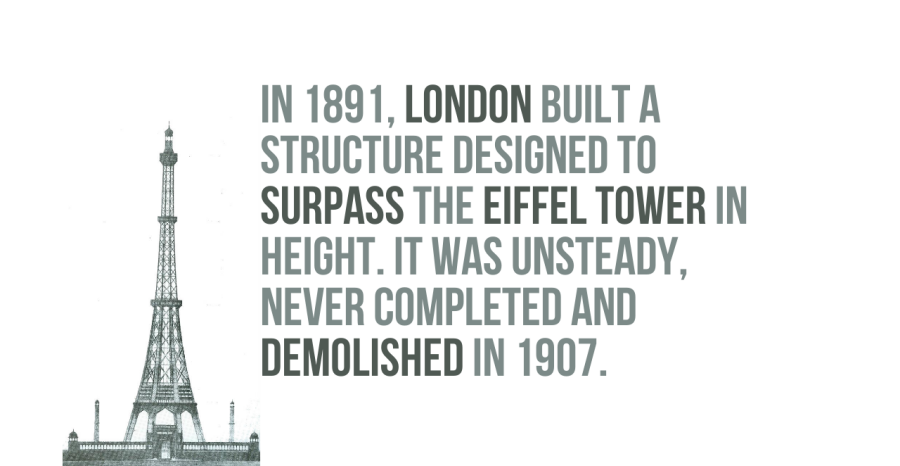 IN 1891, LONDON BUILT A
STRUCTURE DESIGNED TO
SURPASS THE EIFFEL TOWER IN
HEIGHT. IT WAS UNSTEADY,
NEVER COMPLETED AND
DEMOLISHED IN 1907.